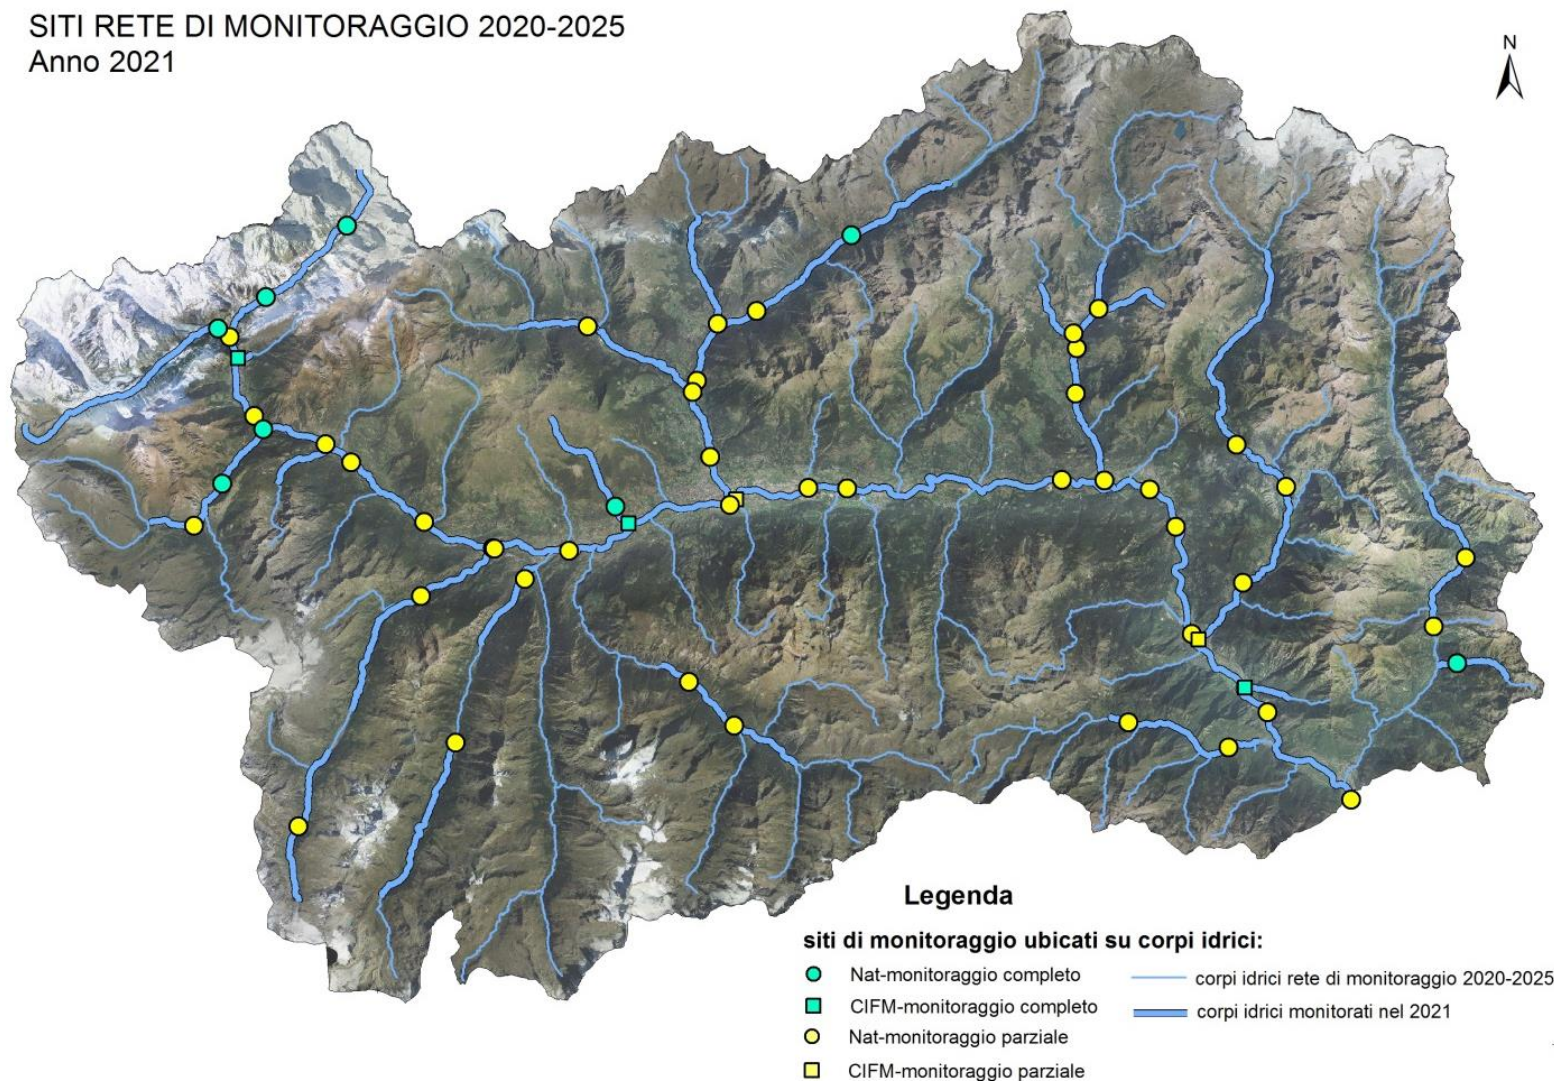 SITI RETE DI MONITORAGGIO 2020-2025
Anno 2021
N
Legenda
siti di monitoraggio ubicati su corpi idrici:
Nat-monitoraggio completo
corpi idrici rete di monitoraggio 2020-2025
CIFM-monitoraggio completo
corpi idrici monitorati nel 2021
Nat-monitoraggio parziale
CIFM-monitoraggio parziale